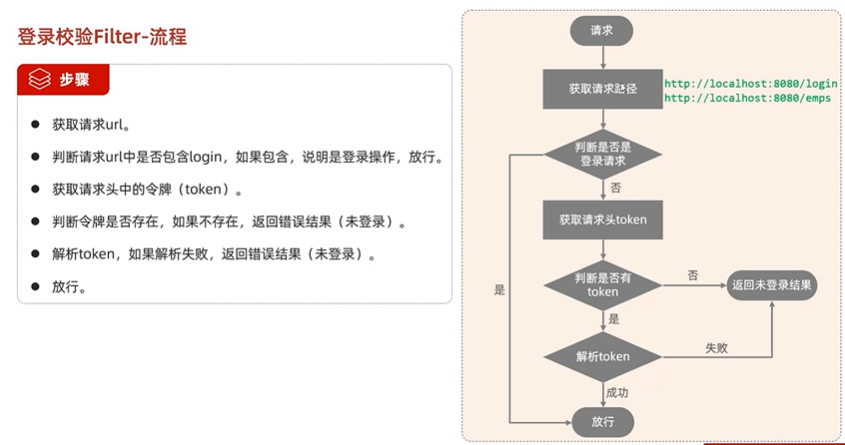 登录校验Filter-流程
步骤
获取请求url。
判断请求url中是否包含login，如果包含，说明是登录操作，放行。
获取请求头中的令牌（token）。
判断令牌是否存在，如果不存在，返回错误结果（未登录）。
解析token，如果解析失败，返回错误结果（未登录）。
放行。
请求
获取请求路径
http://localhost:8080/login
http://localhost:8080/emps
判断是否是
登录请求
否
获取请求头token
判断是否有
token
否
返回未登录结果
是
是
解析token
失败
成功
放行